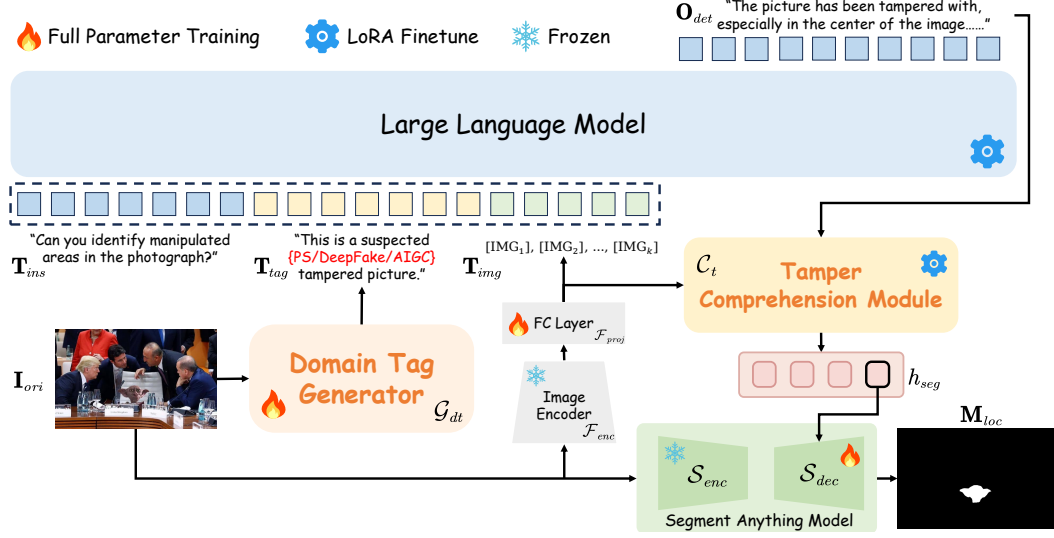 Full Parameter Training
LoRA Finetune
Frozen
O_det
"The picture has been tampered with,
especially in the center of the image......"
Large Language Model
"Can you identify manipulated
areas in the photograph?"
T_ins
"This is a suspected
{PS/DeepFake/AIGC}
tampered picture."
T_tag
[IMG_1], [IMG_2], ..., [IMG_k]
T_img
C_t
Tamper
Comprehension Module
FC Layer
F_proj
I_ori
Domain Tag
Generator
G_dt
Image
Encoder
F_enc
h_seg
M_loc
S_enc
S_dec
Segment Anything Model